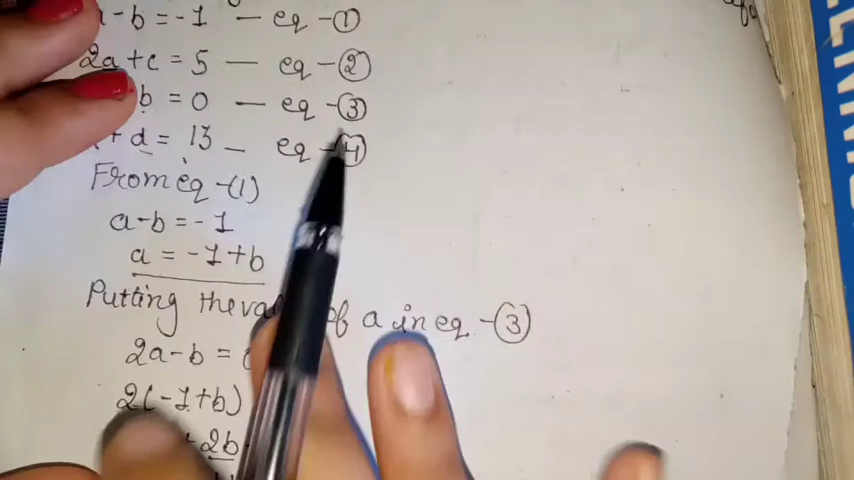 a-b = -1 — eq -①
2a + c = 5 — eq -②
b = 0 — eq -③
+ d = 13 — eq -④
From eq -(1)
a-b = -1
a = -1+b
Putting the of a in eq -③
2a-b =
2(-1+b)
2b